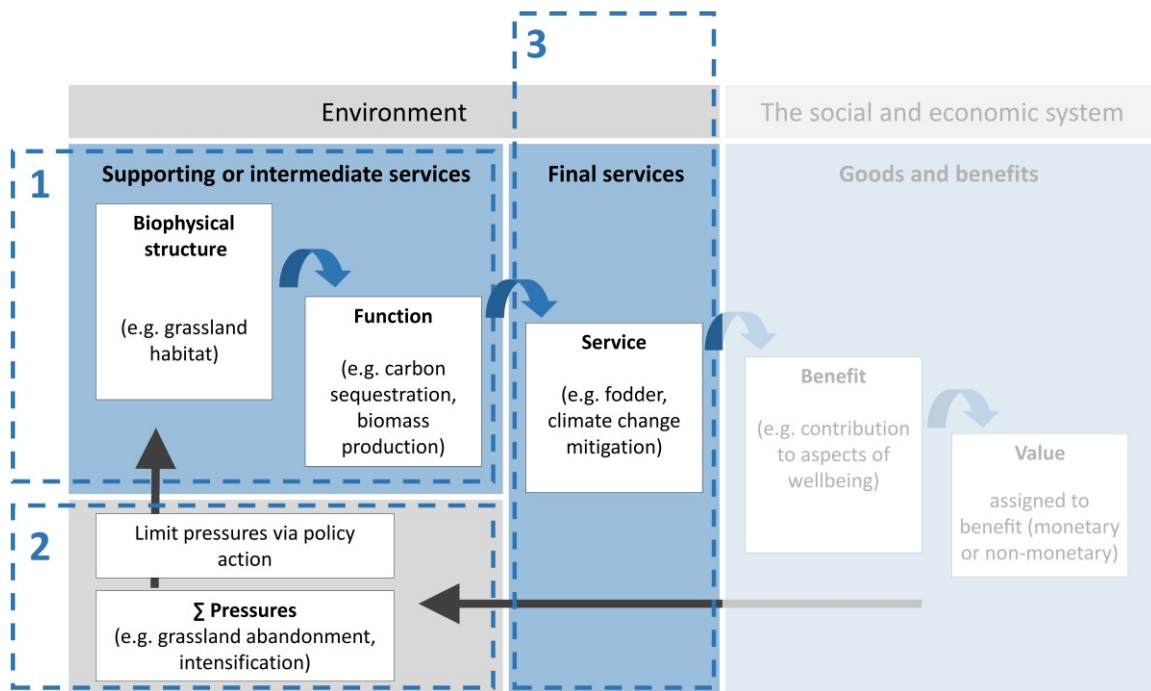 3
Environment
The social and economic system
1
Supporting or intermediate services
Final services
Goods and benefits
Biophysical
structure
(e.g. grassland
habitat)
Function
(e.g. carbon
sequestration,
biomass
production)
Service
(e.g. fodder,
climate change
mitigation)
Benefit
(e.g. contribution
to aspects of
wellbeing)
Value
assigned to
benefit (monetary
or non-monetary)
2
Limit pressures via policy
action
∑ Pressures
(e.g. grassland abandonment,
intensification)